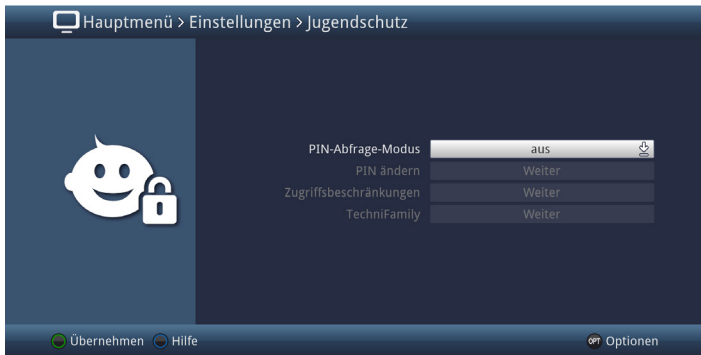 Hauptmenü > Einstellungen > Jugendschutz
PIN-Abfrage-Modus aus
PIN ändern Weiter
Zugriffsbeschränkungen Weiter
TechniFamily Weiter
Übernehmen Hilfe OPT Optionen